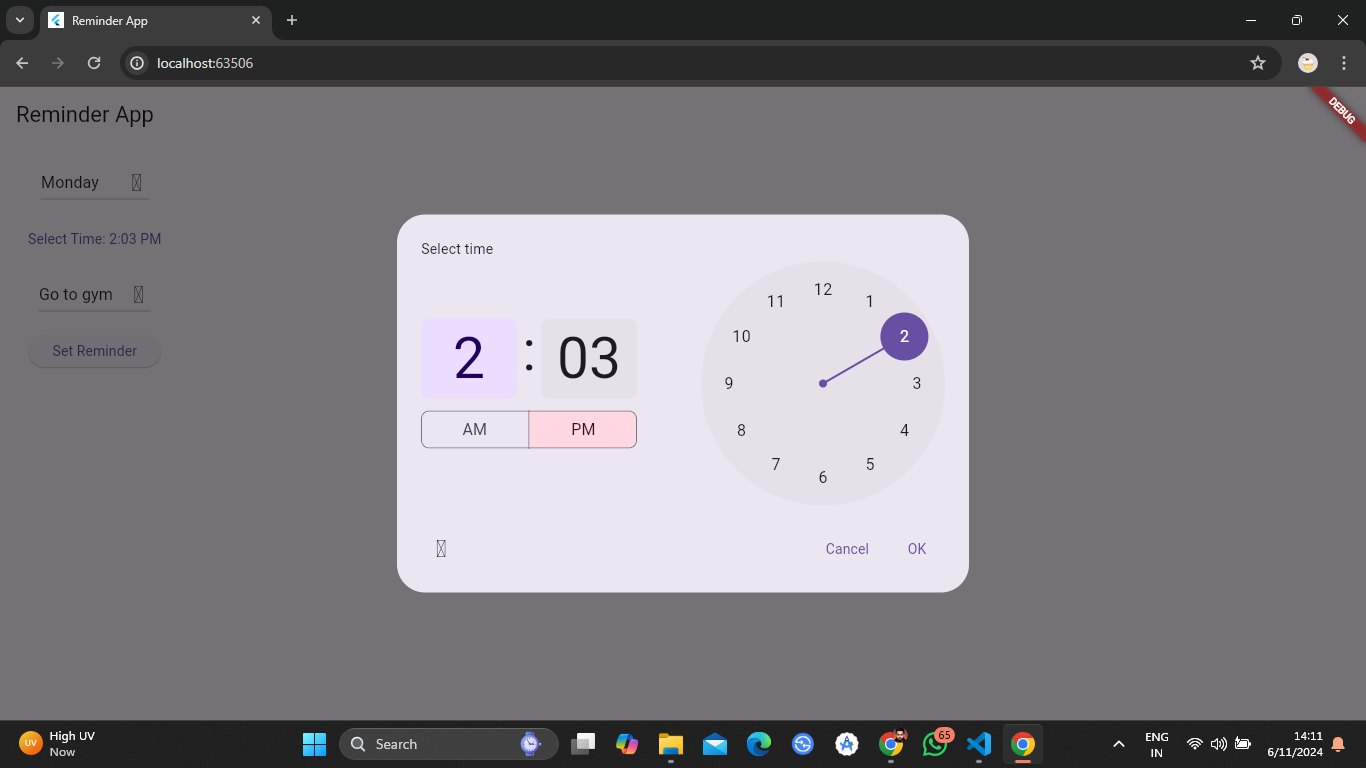 Reminder App
localhost:63506
Reminder App
DEBUG
Monday
Select Time: 2:03 PM
Go to gym
Set Reminder
Select time
2 : 03
AM PM
12
1
2
3
4
5
6
7
8
9
10
11
Cancel OK
UV
High UV
Now
Search
65
ENG
IN
14:11
6/11/2024